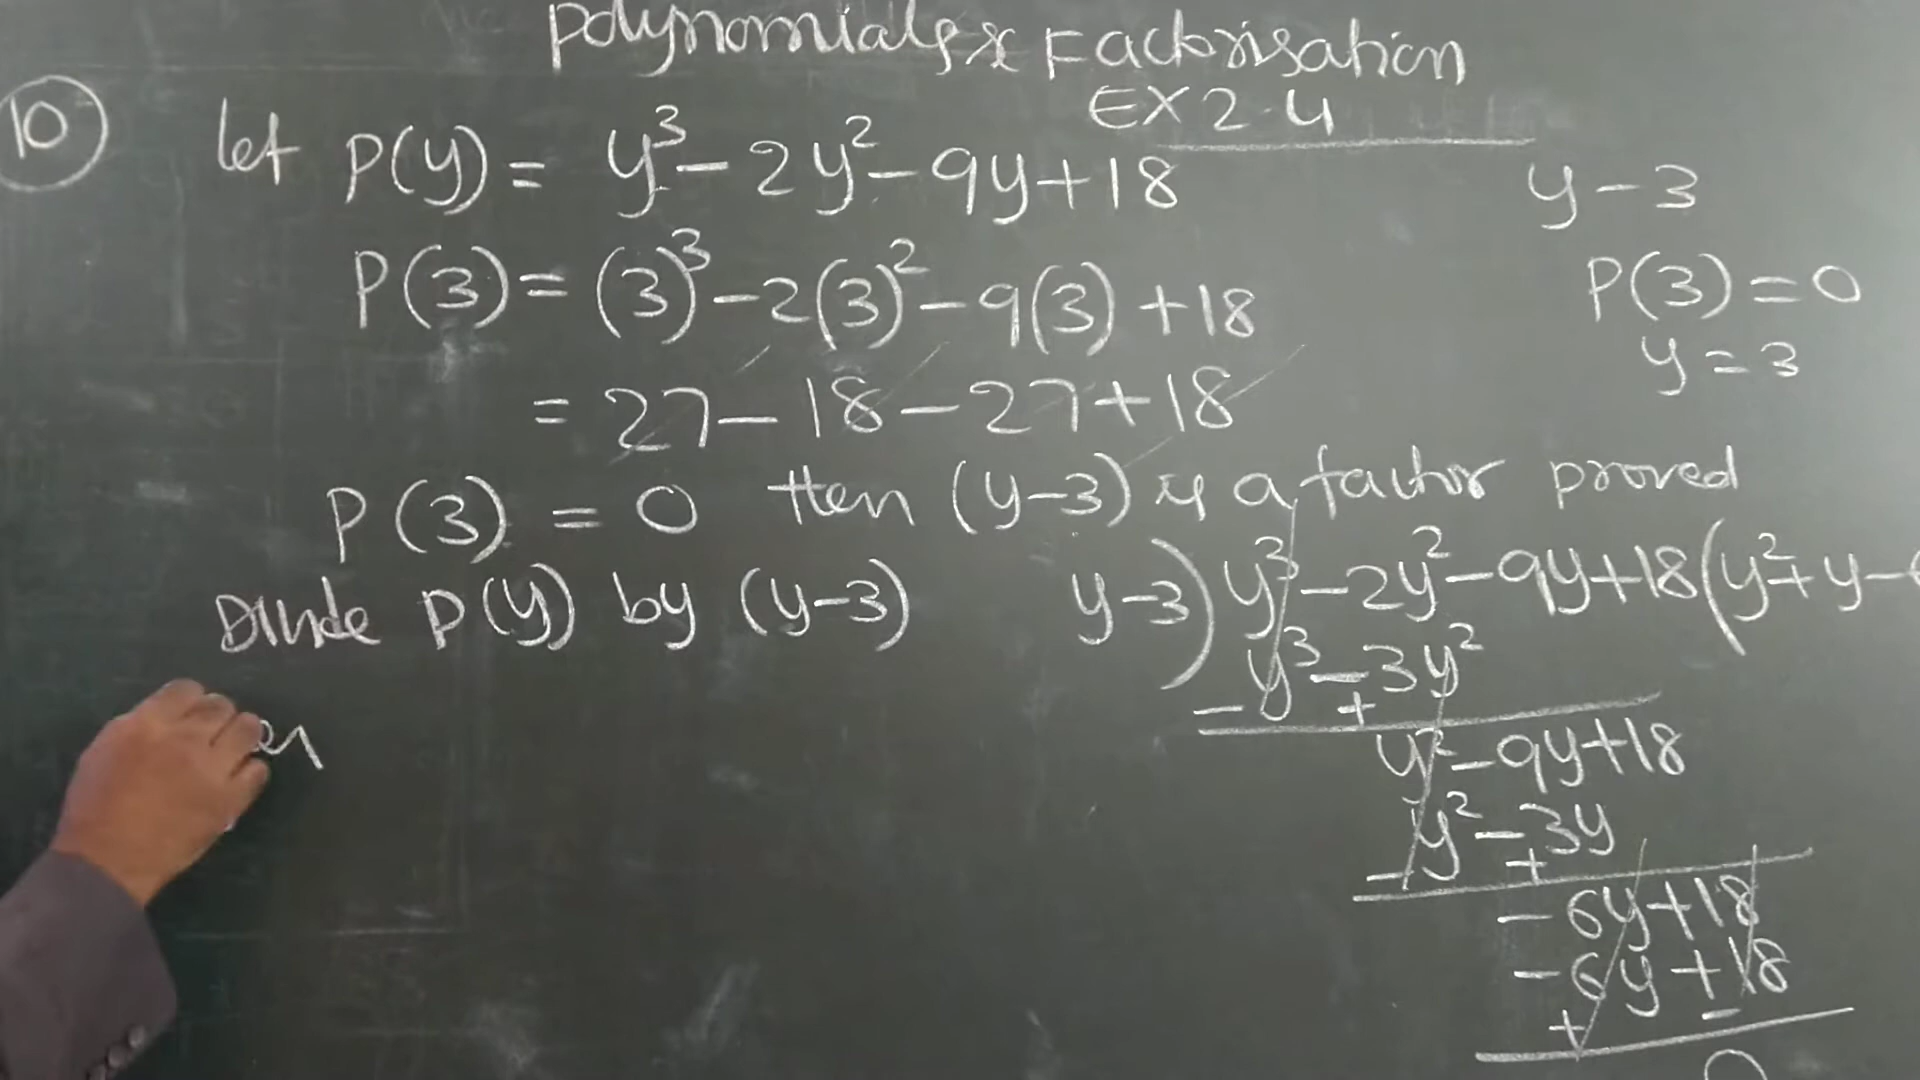 Polynomials & Factorisation
EX 2.4
10
let P(y) = y³ - 2y² - 9y + 18
y - 3
P(3) = (3)³ - 2(3)² - 9(3) + 18
P(3) = 0
y = 3
= 27 - 18 - 27 + 18
P(3) = 0 then (y-3) is a factor proved
Divide P(y) by (y-3)
y-3) y³ - 2y² - 9y + 18 (y² + y -
y³ - 3y²
- +
y² - 9y + 18
y² - 3y
- +
- 6y + 18
- 6y + 18
+ -
0